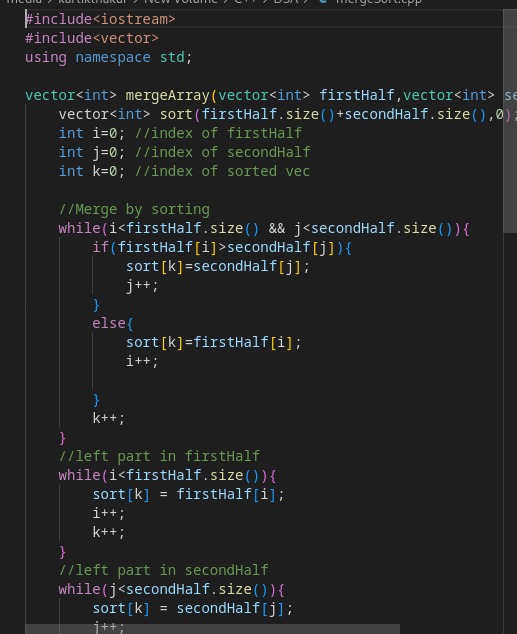 media > kartikthakur > New Volume > C++ > DSA > mergeSort.cpp
#include<iostream>
#include<vector>
using namespace std;
vector<int> mergeArray(vector<int> firstHalf,vector<int> se
vector<int> sort(firstHalf.size()+secondHalf.size(),0);
int i=0; //index of firstHalf
int j=0; //index of secondHalf
int k=0; //index of sorted vec
//Merge by sorting
while(i<firstHalf.size() && j<secondHalf.size()){
if(firstHalf[i]>secondHalf[j]){
sort[k]=secondHalf[j];
j++;
}
else{
sort[k]=firstHalf[i];
i++;
}
k++;
}
//left part in firstHalf
while(i<firstHalf.size()){
sort[k] = firstHalf[i];
i++;
k++;
}
//left part in secondHalf
while(j<secondHalf.size()){
sort[k] = secondHalf[j];
j++;